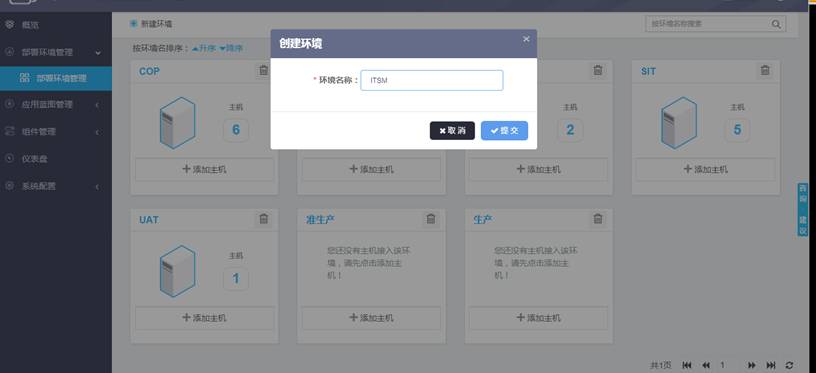 概览
部署环境管理
部署环境管理
应用蓝图管理
组件管理
仪表盘
系统配置
新建环境
按环境名称搜索
按环境名排序：升序 降序
创建环境
* 环境名称： ITSM
取消 提交
COP
主机
6
添加主机
添加主机
主机
2
添加主机
SIT
主机
5
添加主机
UAT
主机
1
添加主机
准生产
您还没有主机接入该环
境，请先点击添加主
机！
添加主机
生产
您还没有主机接入该环
境，请先点击添加主
机！
添加主机
咨询·建议
共1页 1